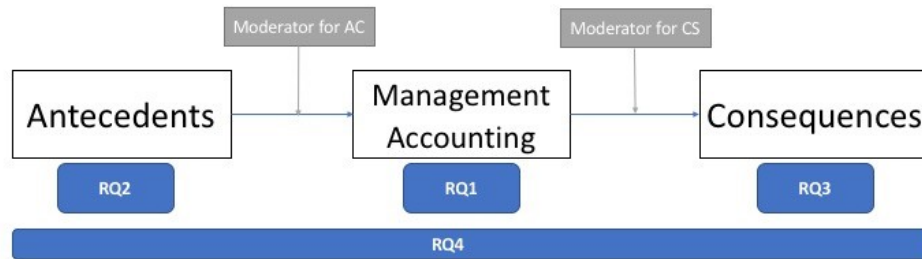 Moderator for AC
Moderator for CS
Antecedents
Management
Accounting
Consequences
RQ2
RQ1
RQ3
RQ4